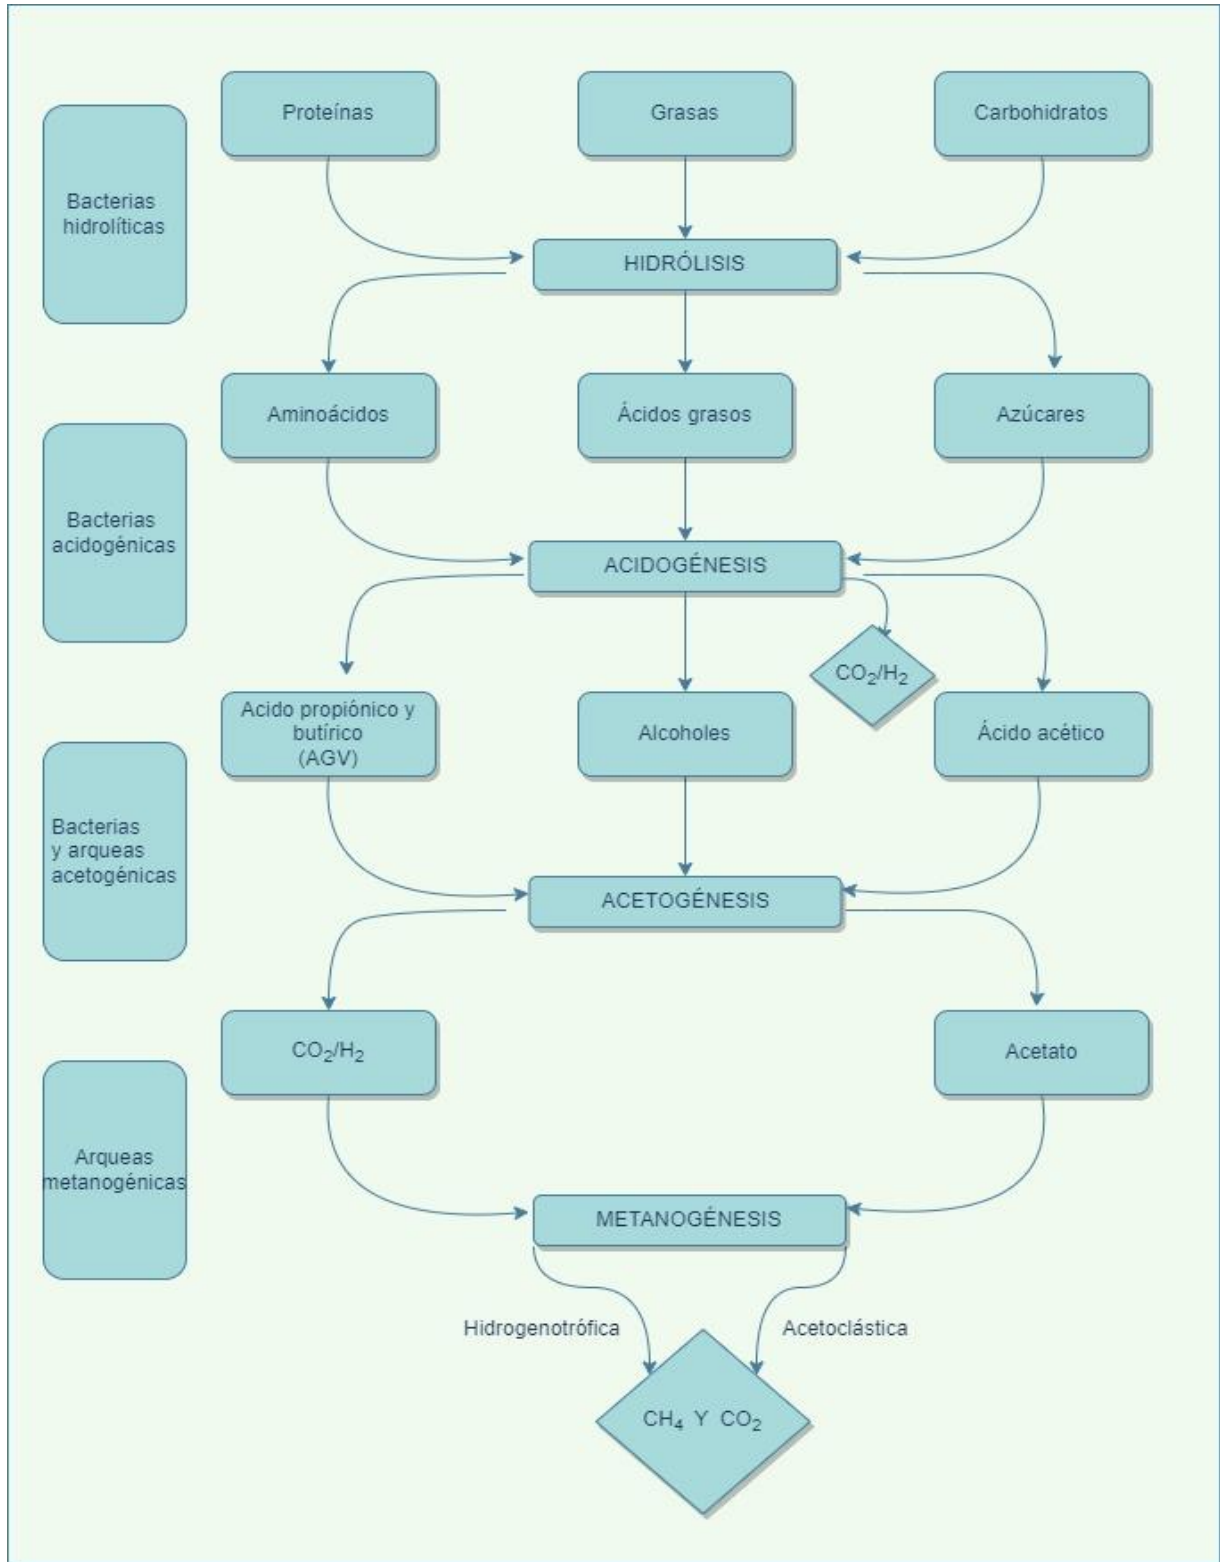 Proteínas
Grasas
Carbohidratos
Bacterias
hidrolíticas
HIDRÓLISIS
Aminoácidos
Ácidos grasos
Azúcares
Bacterias
acidogénicas
ACIDOGÉNESIS
CO₂/H₂
Acido propiónico y
butírico
(AGV)
Alcoholes
Ácido acético
Bacterias
y arqueas
acetogénicas
ACETOGÉNESIS
CO₂/H₂
Acetato
Arqueas
metanogénicas
METANOGÉNESIS
Hidrogenotrófica
Acetoclástica
CH₄ Y CO₂